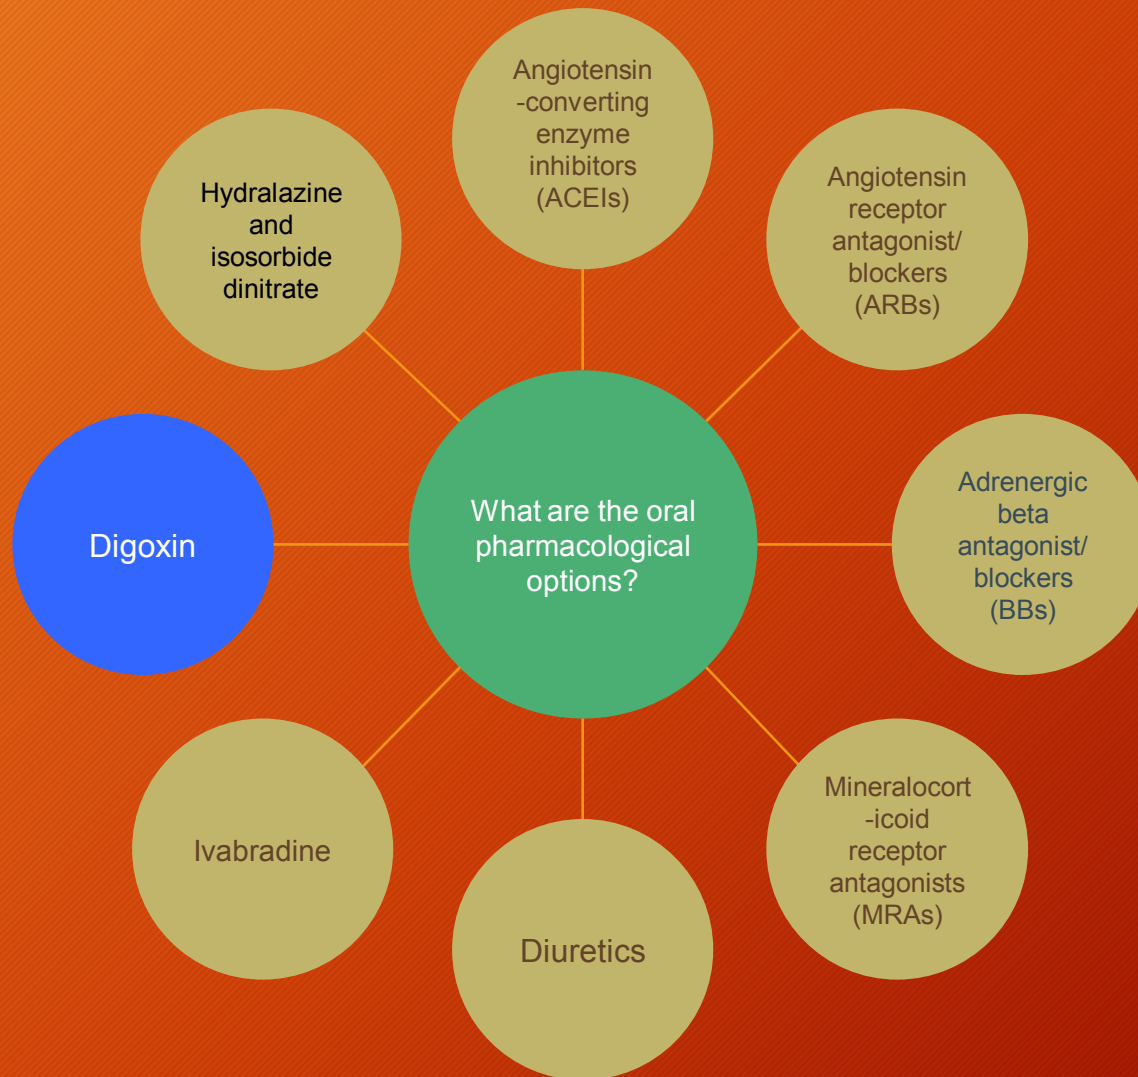 What are the oral
pharmacological
options?
Angiotensin
-converting
enzyme
inhibitors
(ACEIs)
Angiotensin
receptor
antagonist/
blockers
(ARBs)
Adrenergic
beta
antagonist/
blockers
(BBs)
Mineralocort
-icoid
receptor
antagonists
(MRAs)
Diuretics
Ivabradine
Digoxin
Hydralazine
and
isosorbide
dinitrate